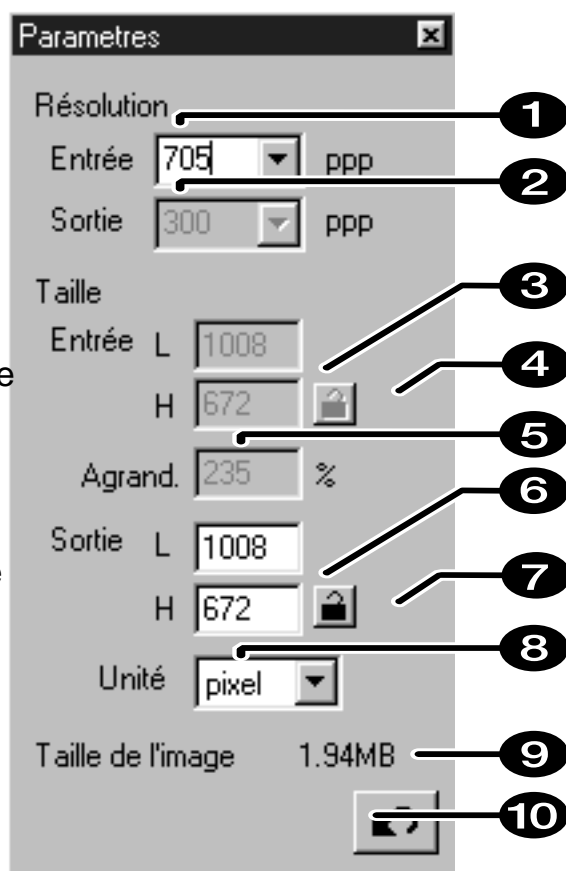 Parametres
Résolution
1
Entrée 705 ppp
2
Sortie 300 ppp
Taille
3
Entrée L 1008
e
4
H 672
5
Agrand. 235 %
6
Sortie L 1008
e
7
H 672
8
Unité pixel
Taille de l'image 1.94MB 9
10